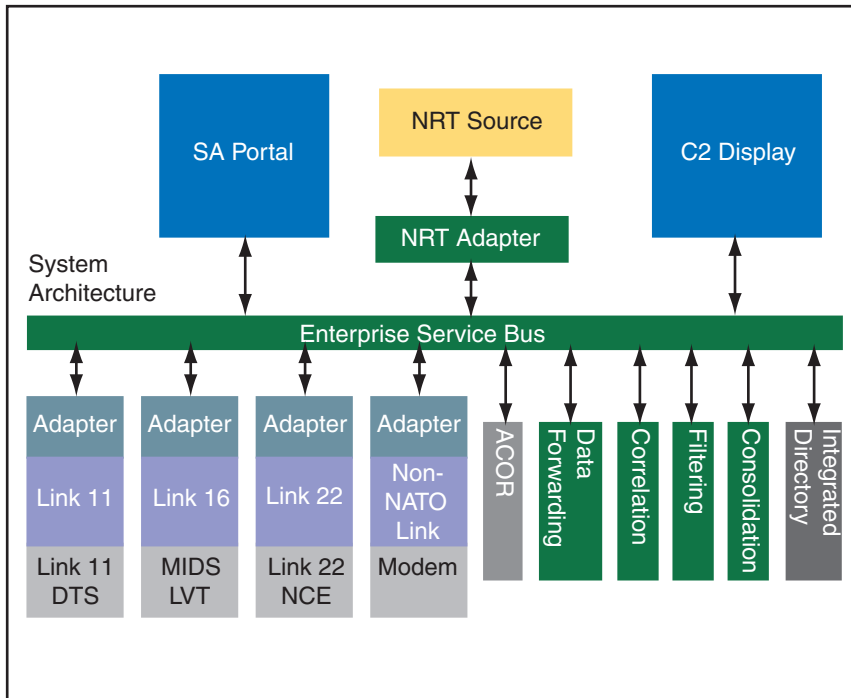 SA Portal
NRT Source
C2 Display
NRT Adapter
System
Architecture
Enterprise Service Bus
Adapter
Link 11
Link 11
DTS
Adapter
Link 16
MIDS
LVT
Adapter
Link 22
Link 22
NCE
Adapter
Non-
NATO
Link
Modem
ACOR
Data
Forwarding
Correlation
Filtering
Consolidation
Integrated
Directory